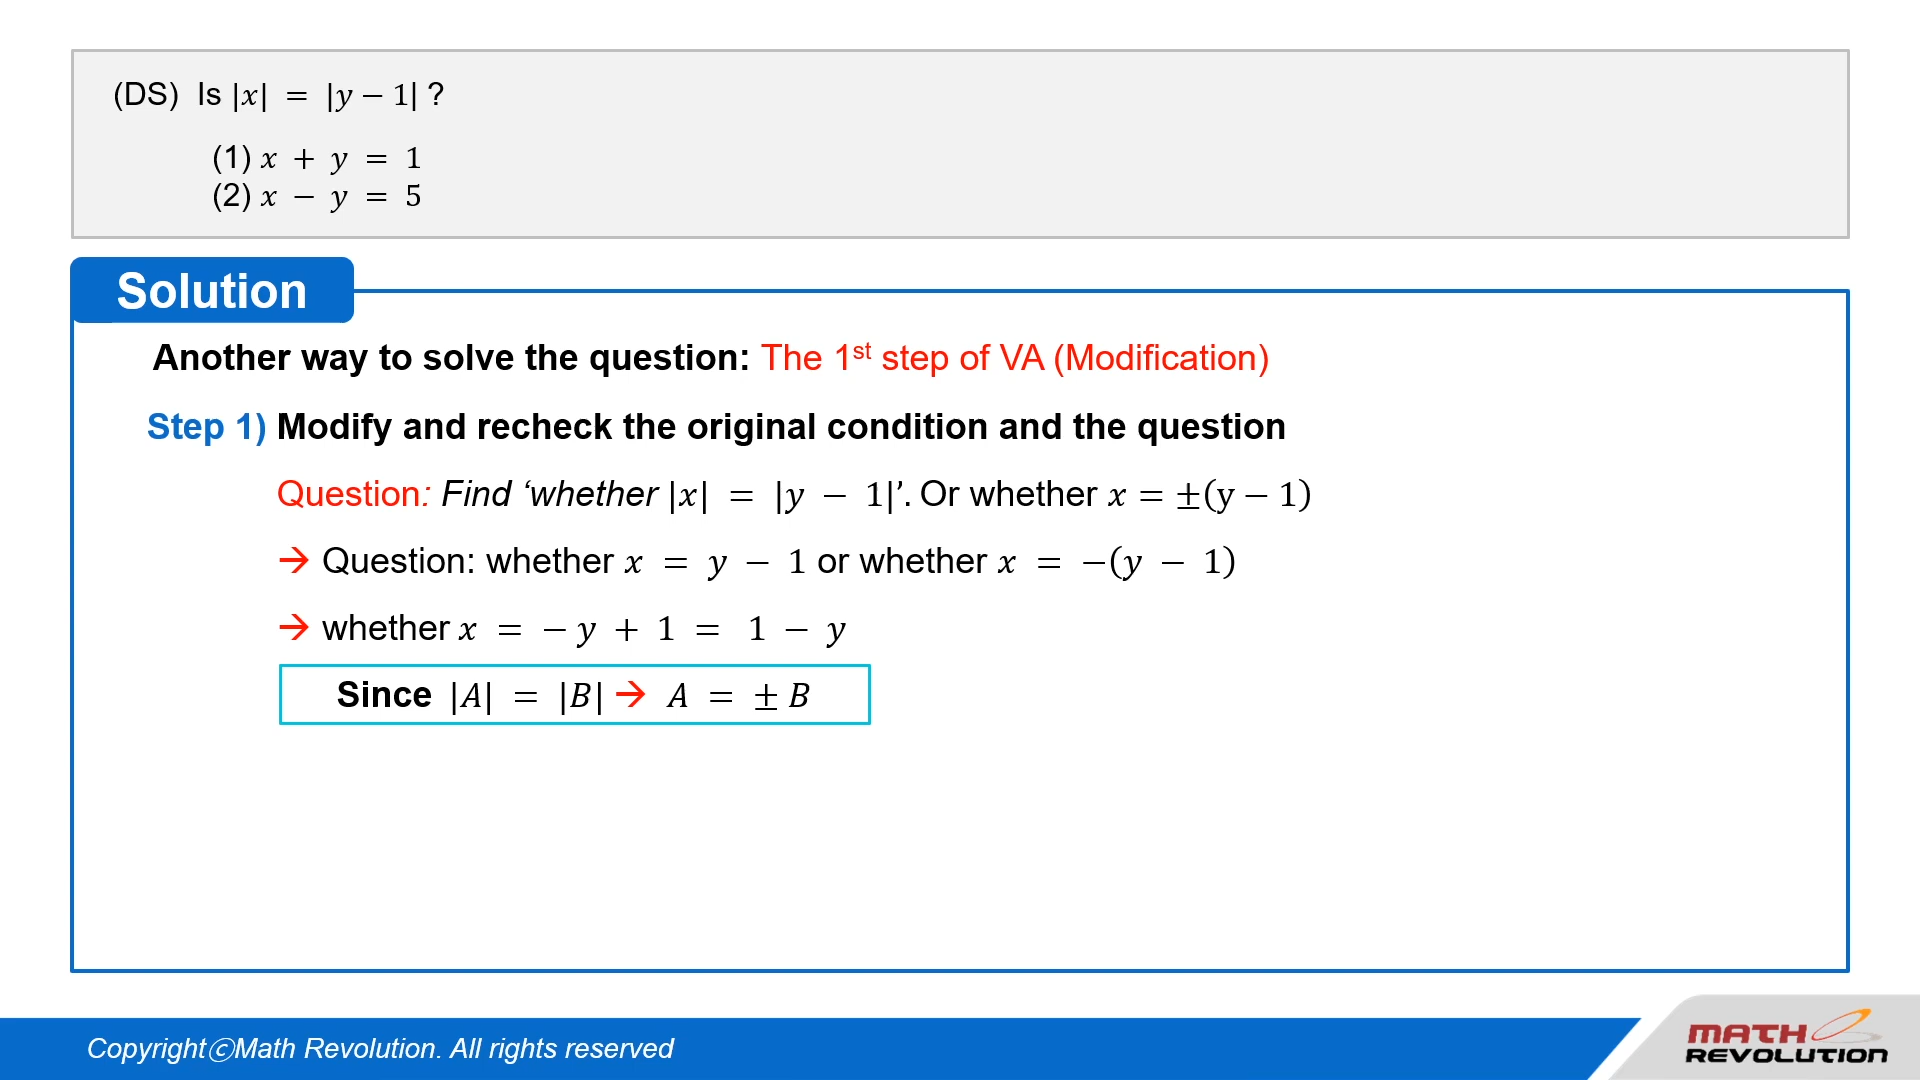 (DS) Is |x| = |y − 1| ?
(1) x + y = 1
(2) x − y = 5
Solution
Another way to solve the question: The 1st step of VA (Modification)
Step 1) Modify and recheck the original condition and the question
Question: Find ‘whether |x| = |y − 1|’. Or whether x = ±(y − 1)
→ Question: whether x = y − 1 or whether x = −(y − 1)
→ whether x = − y + 1 = 1 − y
Since |A| = |B| → A = ± B
CopyrightⓒMath Revolution. All rights reserved
MATH
REVOLUTION